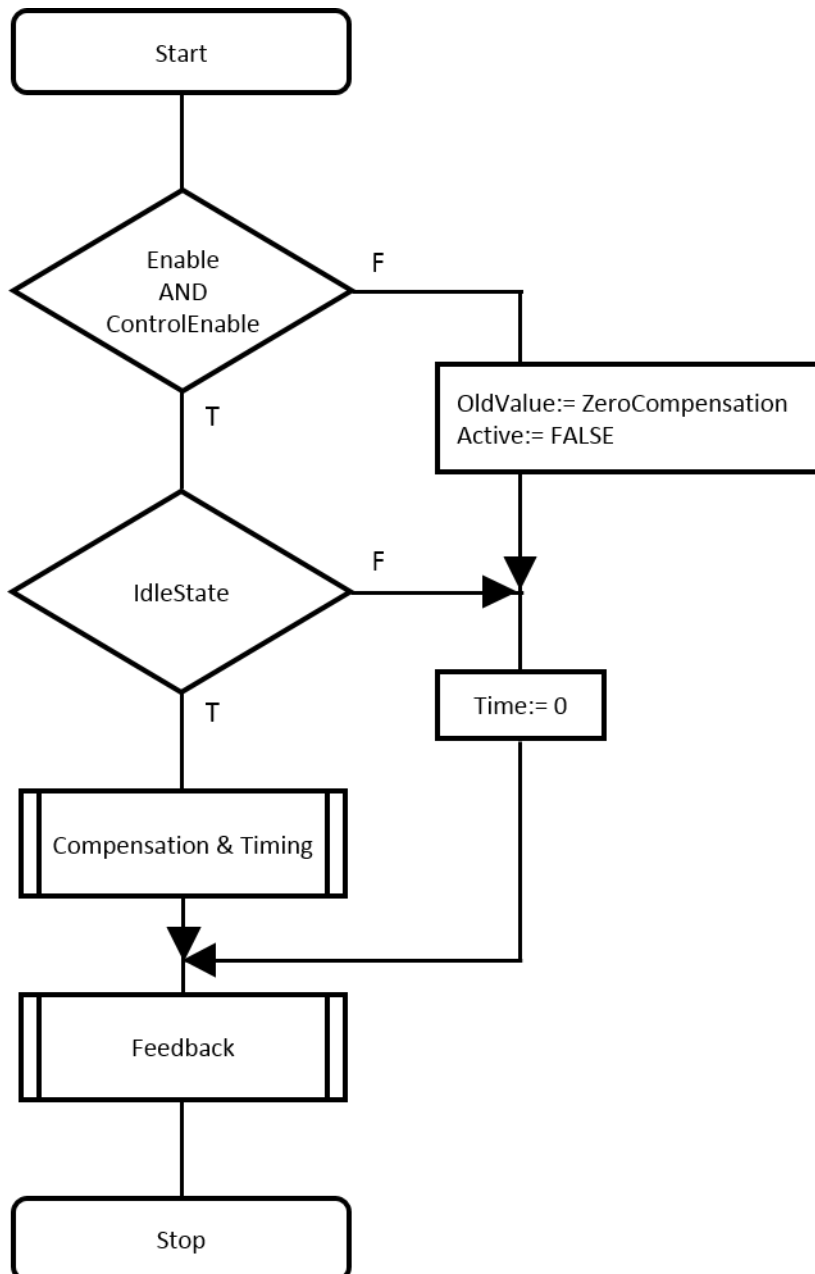 Start
Enable
AND
ControlEnable
F
T
OldValue:= ZeroCompensation
Active:= FALSE
IdleState
F
T
Time:= 0
Compensation & Timing
Feedback
Stop